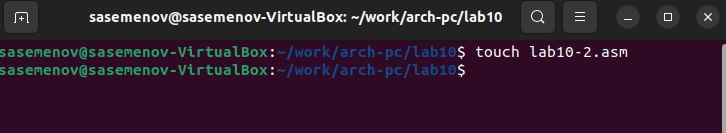 sasemenov@sasemenov-VirtualBox: ~/work/arch-pc/lab10
sasemenov@sasemenov-VirtualBox:~/work/arch-pc/lab10$ touch lab10-2.asm
sasemenov@sasemenov-VirtualBox:~/work/arch-pc/lab10$